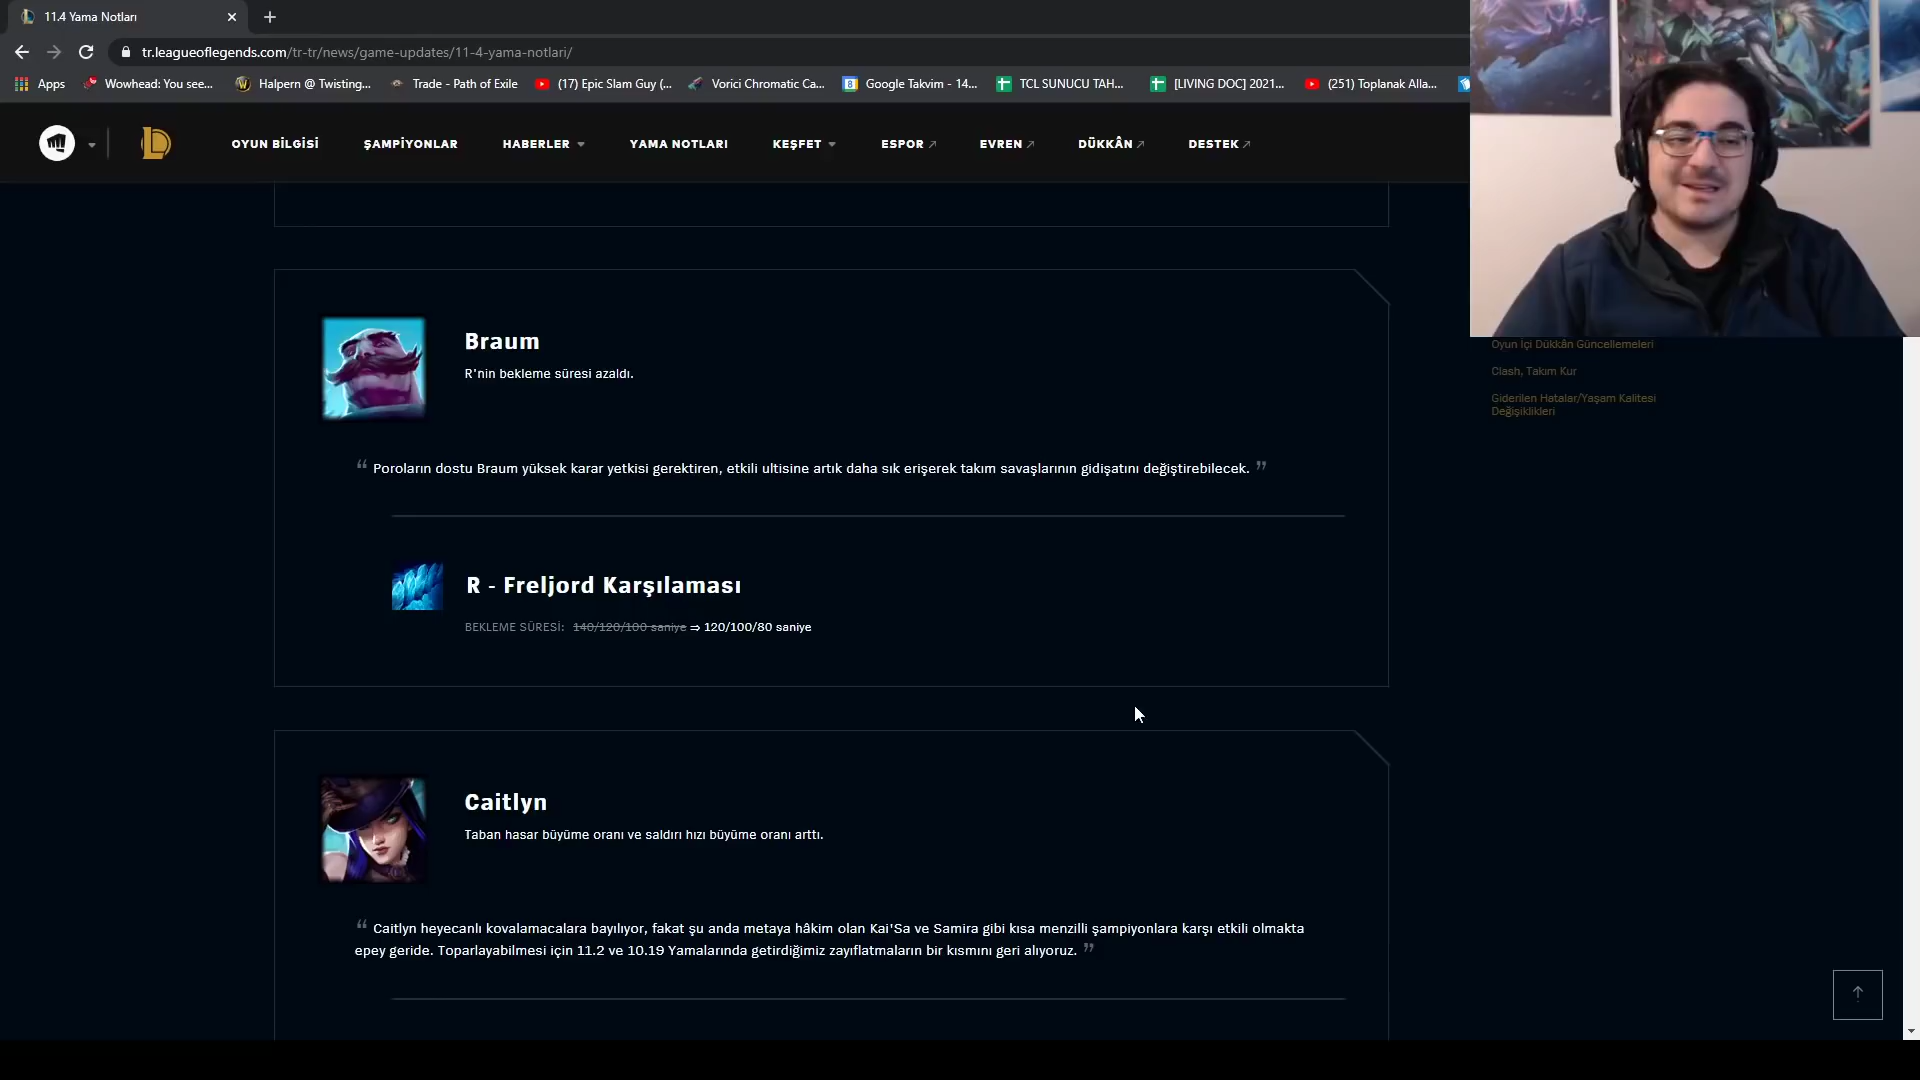 11.4 Yama Notları
tr.leagueoflegends.com/tr-tr/news/game-updates/11-4-yama-notlari/
Apps
Wowhead: You see...
Halpern @ Twisting...
Trade - Path of Exile
(17) Epic Slam Guy (...
Vorici Chromatic Ca...
Google Takvim - 14...
TCL SUNUCU TAH...
[LIVING DOC] 2021...
(251) Toplanak Alla...
OYUN BİLGİSİ
ŞAMPİYONLAR
HABERLER
YAMA NOTLARI
KEŞFET
ESPOR
EVREN
DÜKKÂN
DESTEK
Braum
R'nin bekleme süresi azaldı.
“ Poroların dostu Braum yüksek karar yetkisi gerektiren, etkili ultisine artık daha sık erişerek takım savaşlarının gidişatını değiştirebilecek. ”
R - Freljord Karşılaması
BEKLEME SÜRESİ: 140/120/100 saniye ⇒ 120/100/80 saniye
Caitlyn
Taban hasar büyüme oranı ve saldırı hızı büyüme oranı arttı.
“ Caitlyn heyecanlı kovalamacalara bayılıyor, fakat şu anda metaya hâkim olan Kai'Sa ve Samira gibi kısa menzilli şampiyonlara karşı etkili olmakta
epey geride. Toparlayabilmesi için 11.2 ve 10.19 Yamalarında getirdiğimiz zayıflatmaların bir kısmını geri alıyoruz. ”
Oyun İçi Dükkân Güncellemeleri
Clash, Takım Kur
Giderilen Hatalar/Yaşam Kalitesi
Değişiklikleri